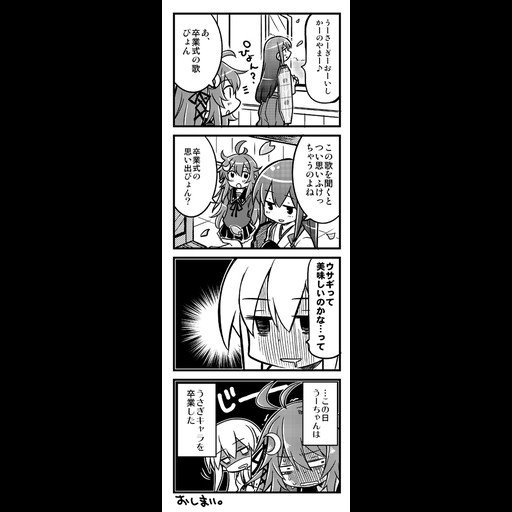 うーさーぎーおーいし
かーのやまー♪
ぴょん?
あ、
卒業式の歌
ぴょん
この歌を聞くと
つい思いふけっ
ちゃうのよね
卒業式の
思い出ぴょん?
ウサギって
美味しいのかな…って
…この日
うーちゃんは
じーー
うさぎキャラを
卒業した
おしまい。